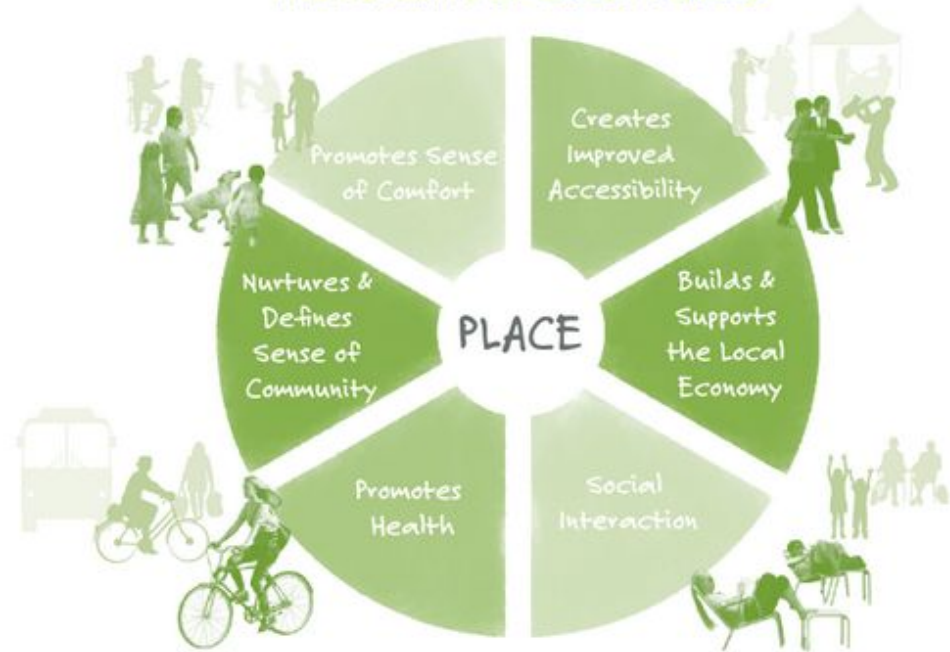 Promotes Sense
of Comfort
Creates
Improved
Accessibility
Nurtures &
Defines
Sense of
Community
PLACE
Builds &
Supports
the Local
Economy
Promotes
Health
Social
Interaction